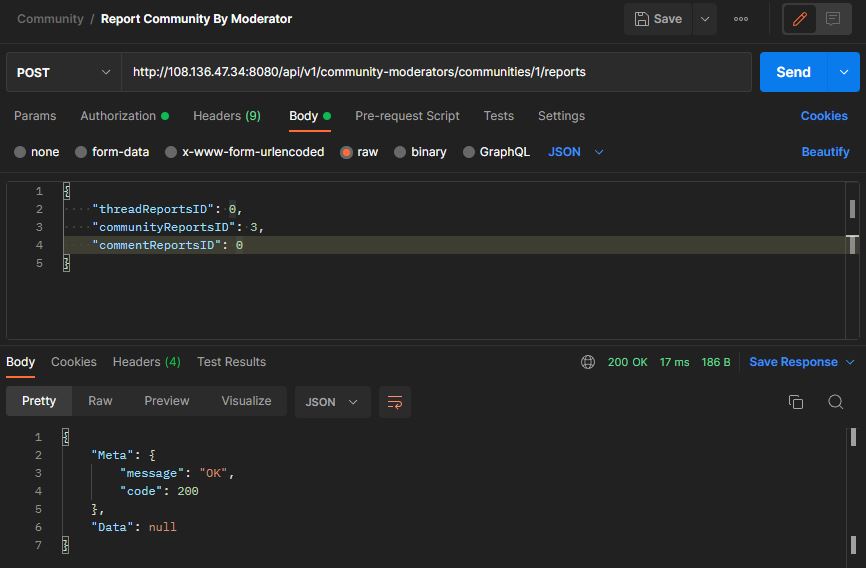 Community / Report Community By Moderator Save
POST http://108.136.47.34:8080/api/v1/community-moderators/communities/1/reports Send
Params Authorization Headers (9) Body Pre-request Script Tests Settings Cookies
none form-data x-www-form-urlencoded raw binary GraphQL JSON Beautify
1 {
2 "threadReportsID": 0,
3 "communityReportsID": 3,
4 "commentReportsID": 0
5 }
Body Cookies Headers (4) Test Results 200 OK 17 ms 186 B Save Response
Pretty Raw Preview Visualize JSON
1 {
2 "Meta": {
3 "message": "OK",
4 "code": 200
5 },
6 "Data": null
7 }